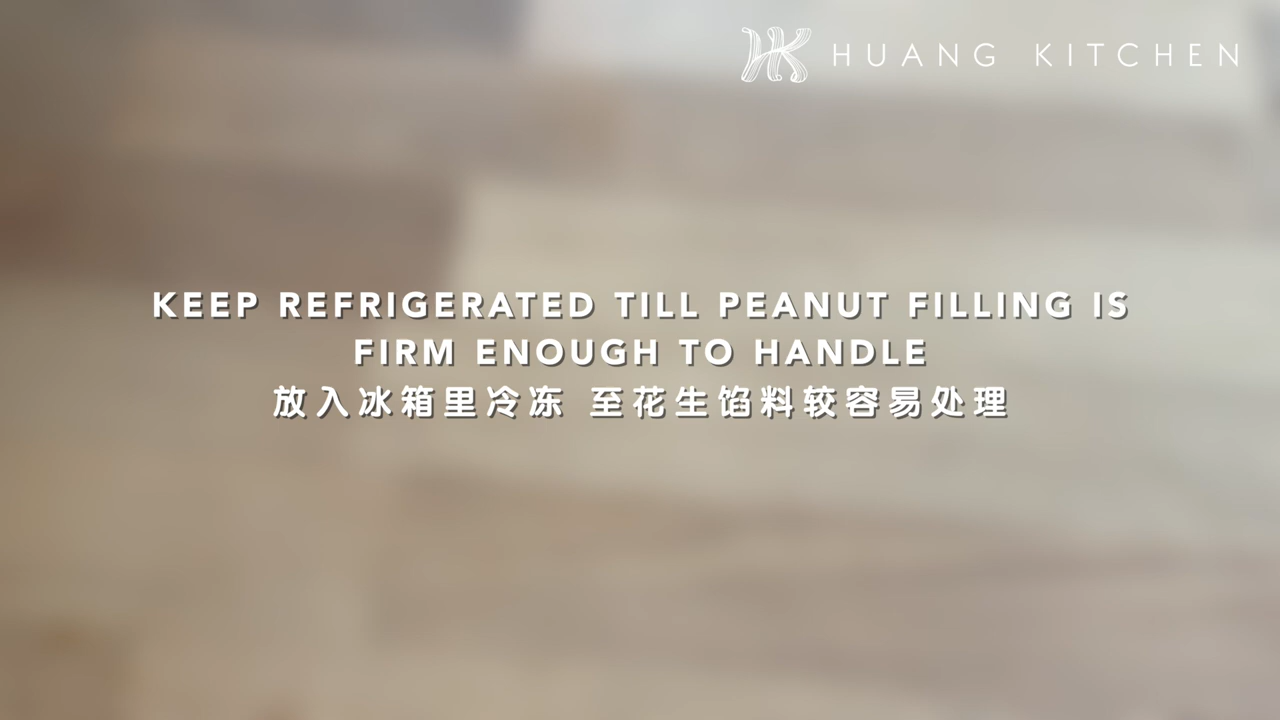 HK HUANG KITCHEN
KEEP REFRIGERATED TILL PEANUT FILLING IS
FIRM ENOUGH TO HANDLE
放入冰箱里冷冻 至花生馅料较容易处理